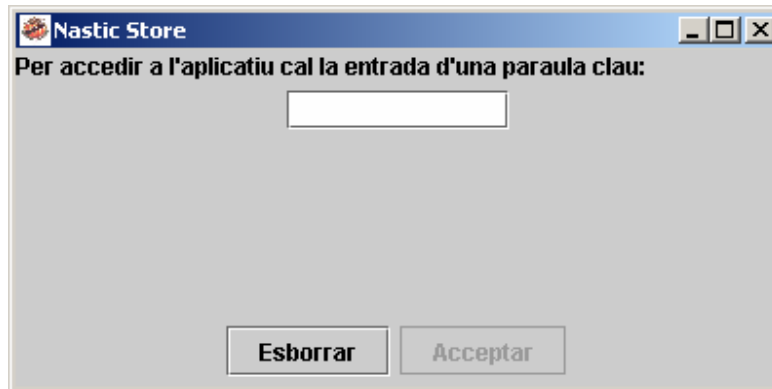 Nastic Store
Per accedir a l'aplicatiu cal la entrada d'una paraula clau:
Esborrar Acceptar